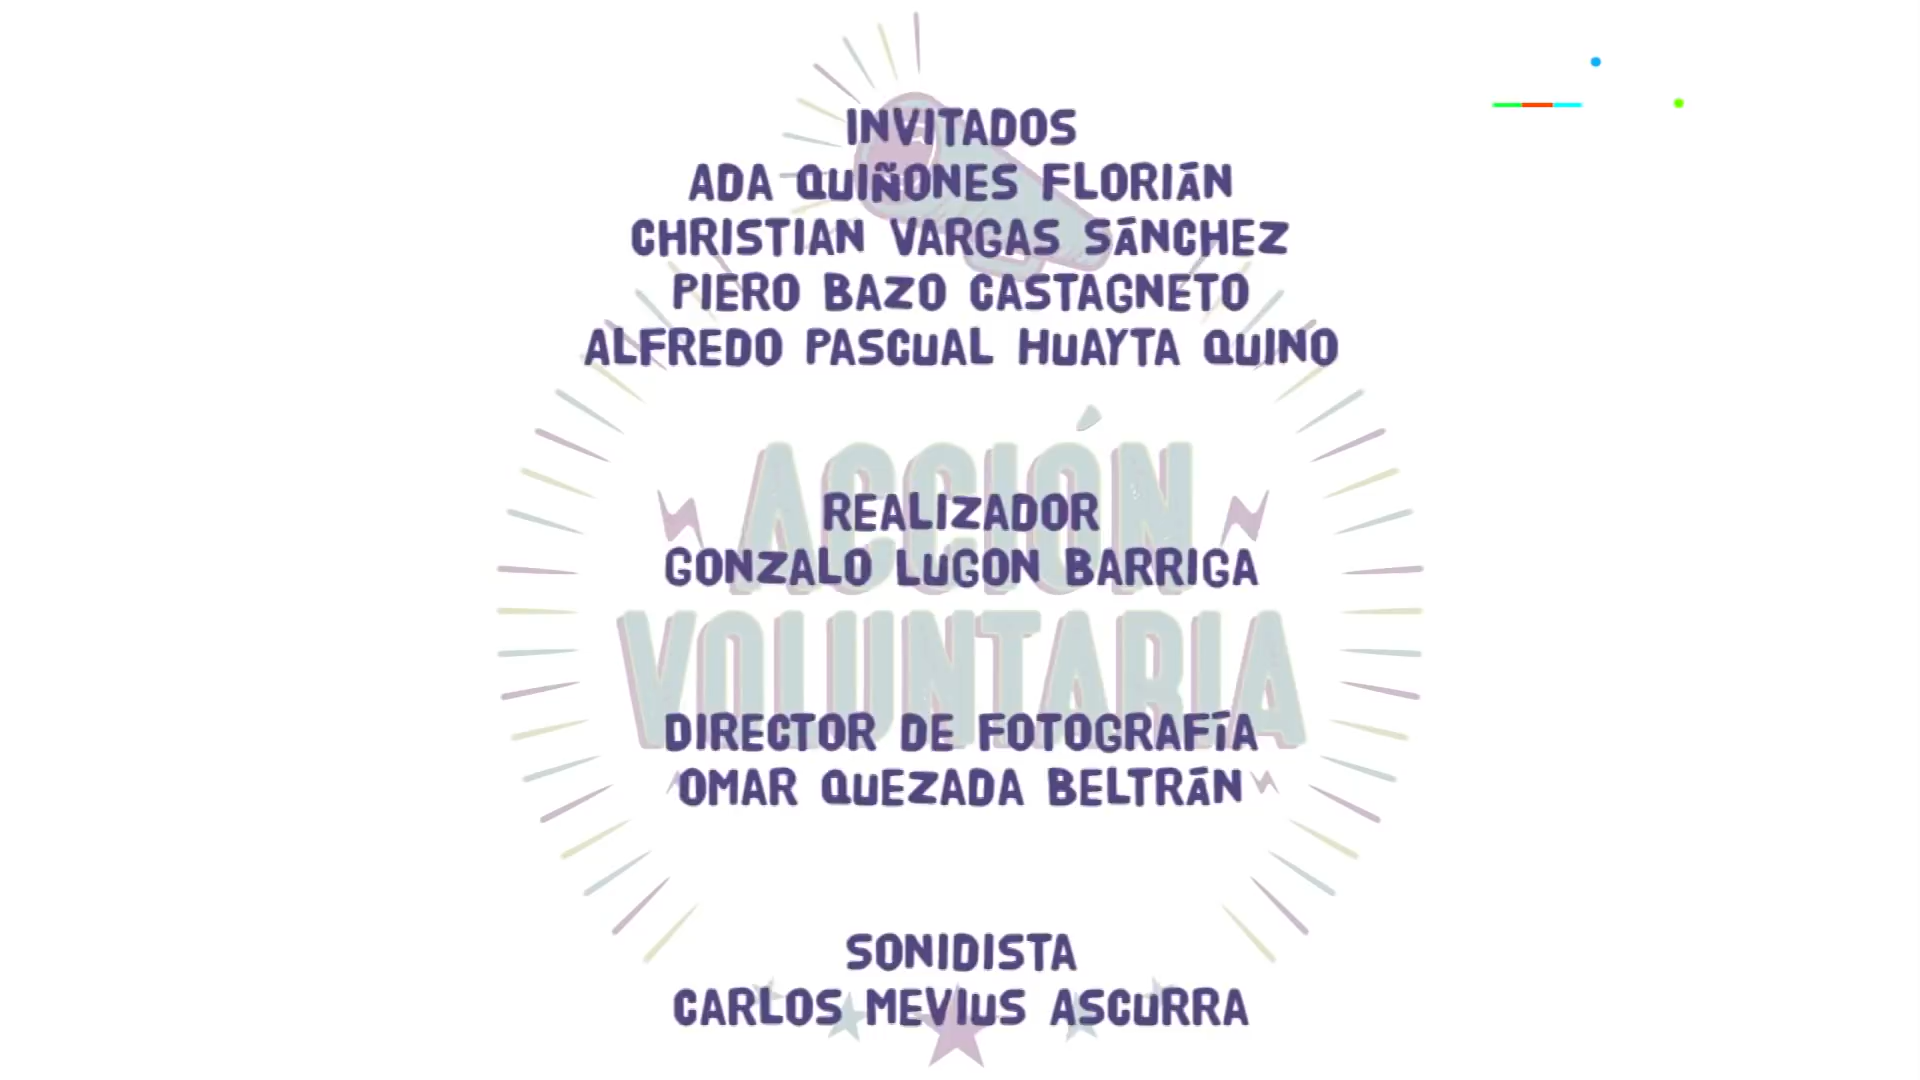 INVITADOS
ADA QUIÑONES FLORIÁN
CHRISTIAN VARGAS SÁNCHEZ
PIERO BAZO CASTAGNETO
ALFREDO PASCUAL HUAYTA QUINO
ACCIÓN
REALIZADOR
GONZALO LUGON BARRIGA
VOLUNTARIA
DIRECTOR DE FOTOGRAFÍA
OMAR QUEZADA BELTRÁN
SONIDISTA
CARLOS MEVIUS ASCURRA